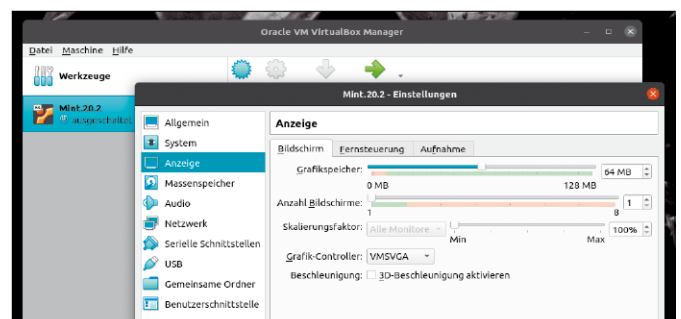 Oracle VM VirtualBox Manager
Datei Maschine Hilfe
Werkzeuge
Mint.20.2
ausgeschaltet
Mint.20.2 - Einstellungen
Allgemein
System
Anzeige
Massenspeicher
Audio
Netzwerk
Serielle Schnittstellen
USB
Gemeinsame Ordner
Benutzerschnittstelle
Anzeige
Bildschirm Fernsteuerung Aufnahme
Grafikspeicher: 64 MB
0 MB 128 MB
Anzahl Bildschirme: 1
1 8
Skalierungsfaktor: Alle Monitore 100%
Min Max
Grafik-Controller: VMSVGA
Beschleunigung: 3D-Beschleunigung aktivieren